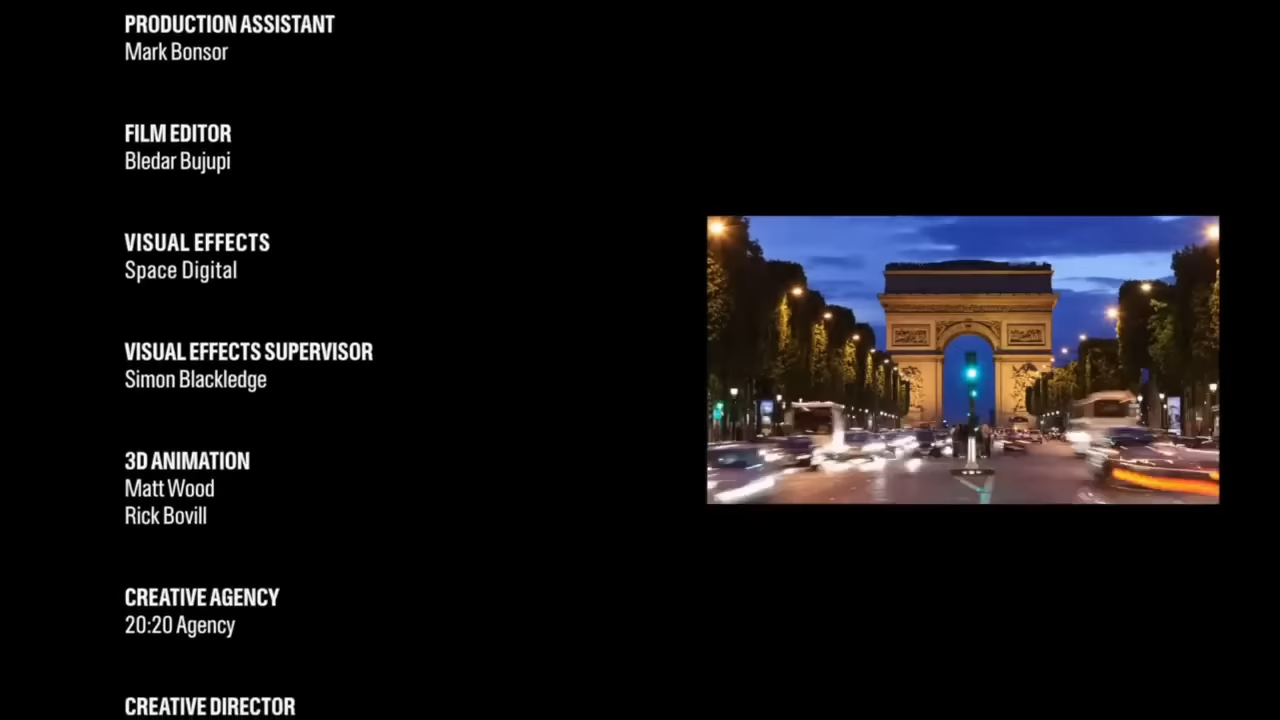 PRODUCTION ASSISTANT
Mark Bonsor
FILM EDITOR
Bledar Bujupi
VISUAL EFFECTS
Space Digital
VISUAL EFFECTS SUPERVISOR
Simon Blackledge
3D ANIMATION
Matt Wood
Rick Bovill
CREATIVE AGENCY
20:20 Agency
CREATIVE DIRECTOR